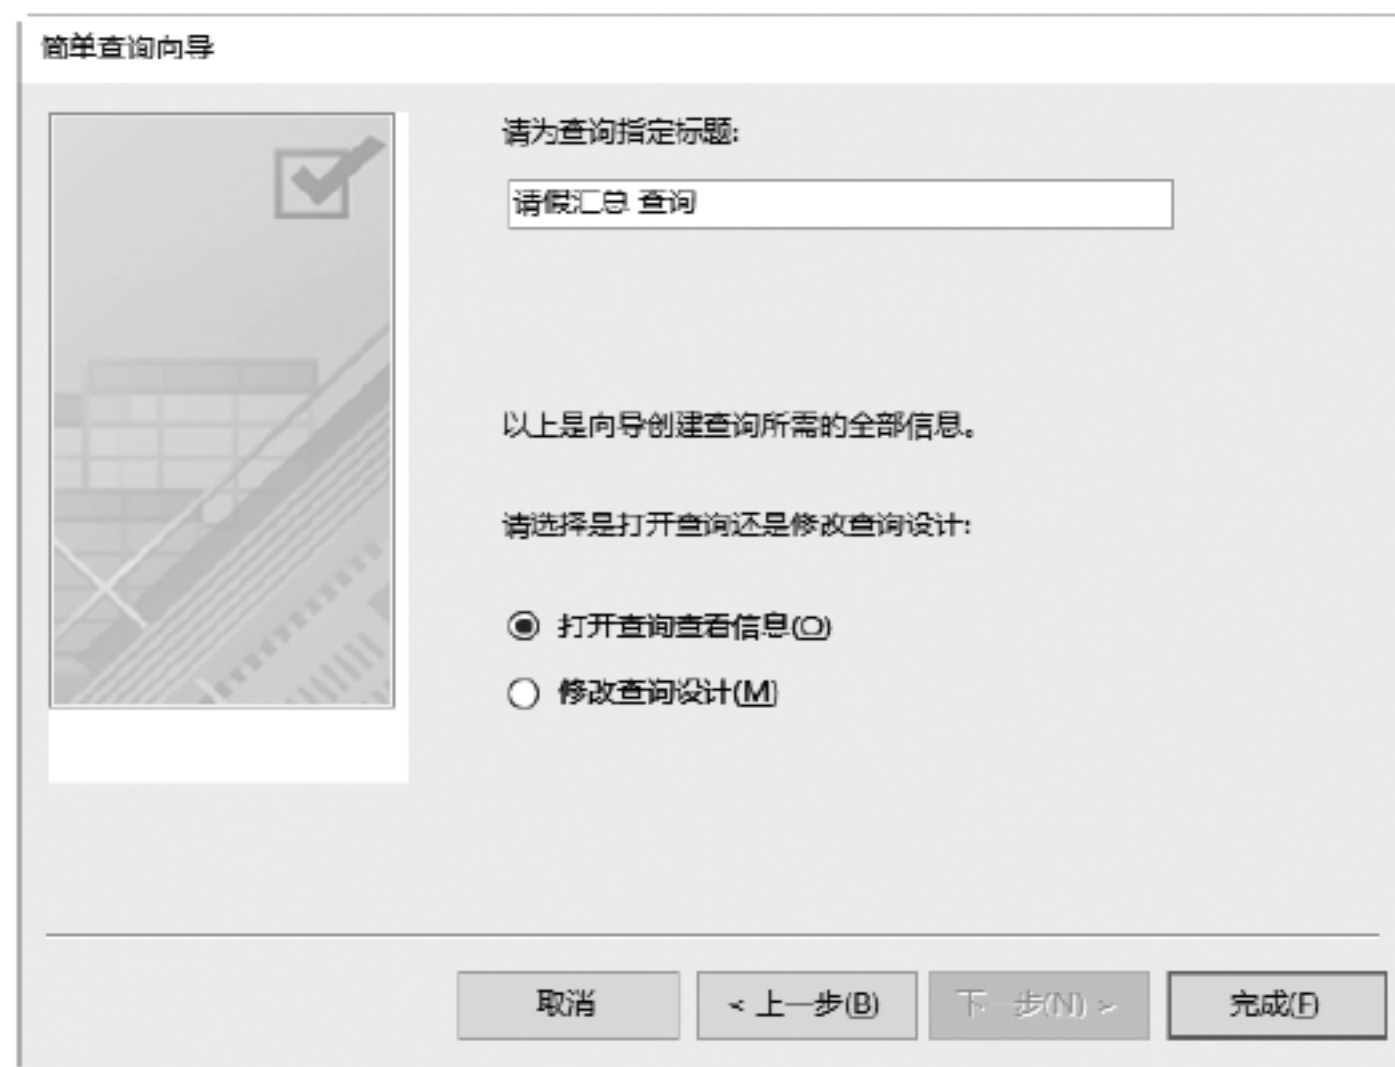 简单查询向导
请为查询指定标题:
请假汇总 查询
以上是向导创建查询所需的全部信息。
请选择是打开查询还是修改查询设计:
打开查询查看信息(O)
修改查询设计(M)
取消
< 上一步(B)
下一步(N) >
完成(F)